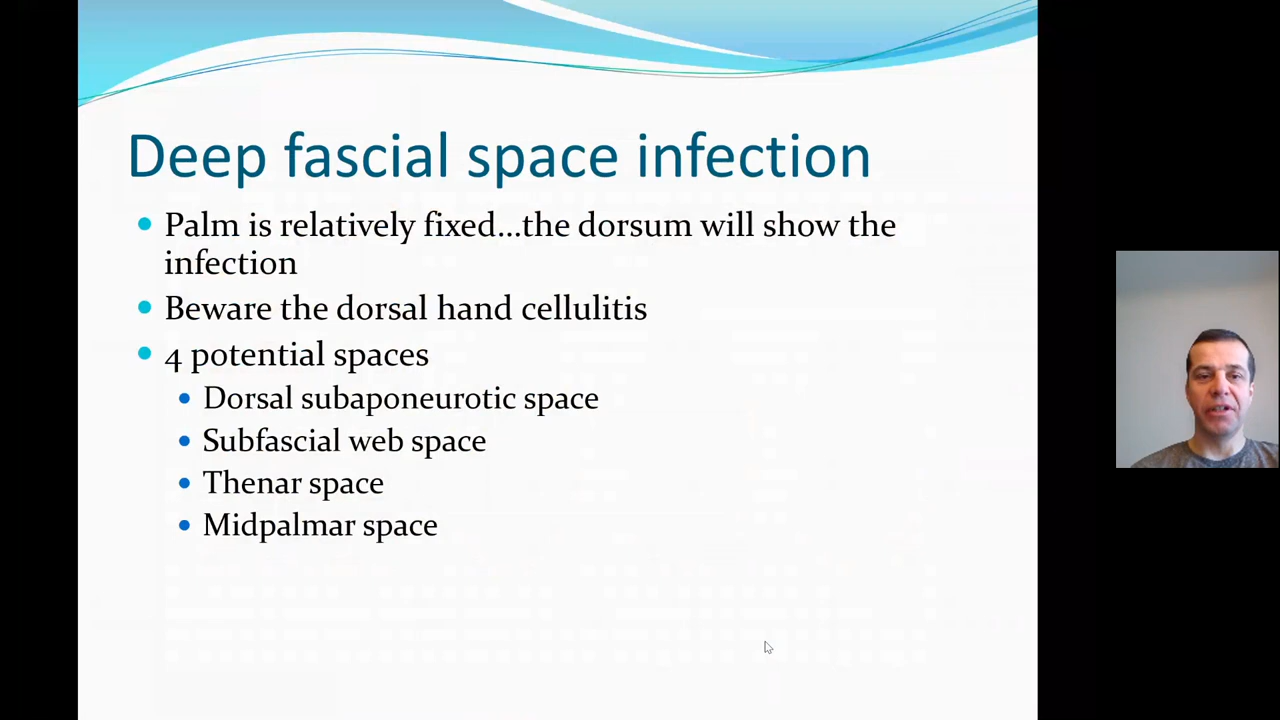 Deep fascial space infection
Palm is relatively fixed...the dorsum will show the
infection
Beware the dorsal hand cellulitis
4 potential spaces
Dorsal subaponeurotic space
Subfascial web space
Thenar space
Midpalmar space